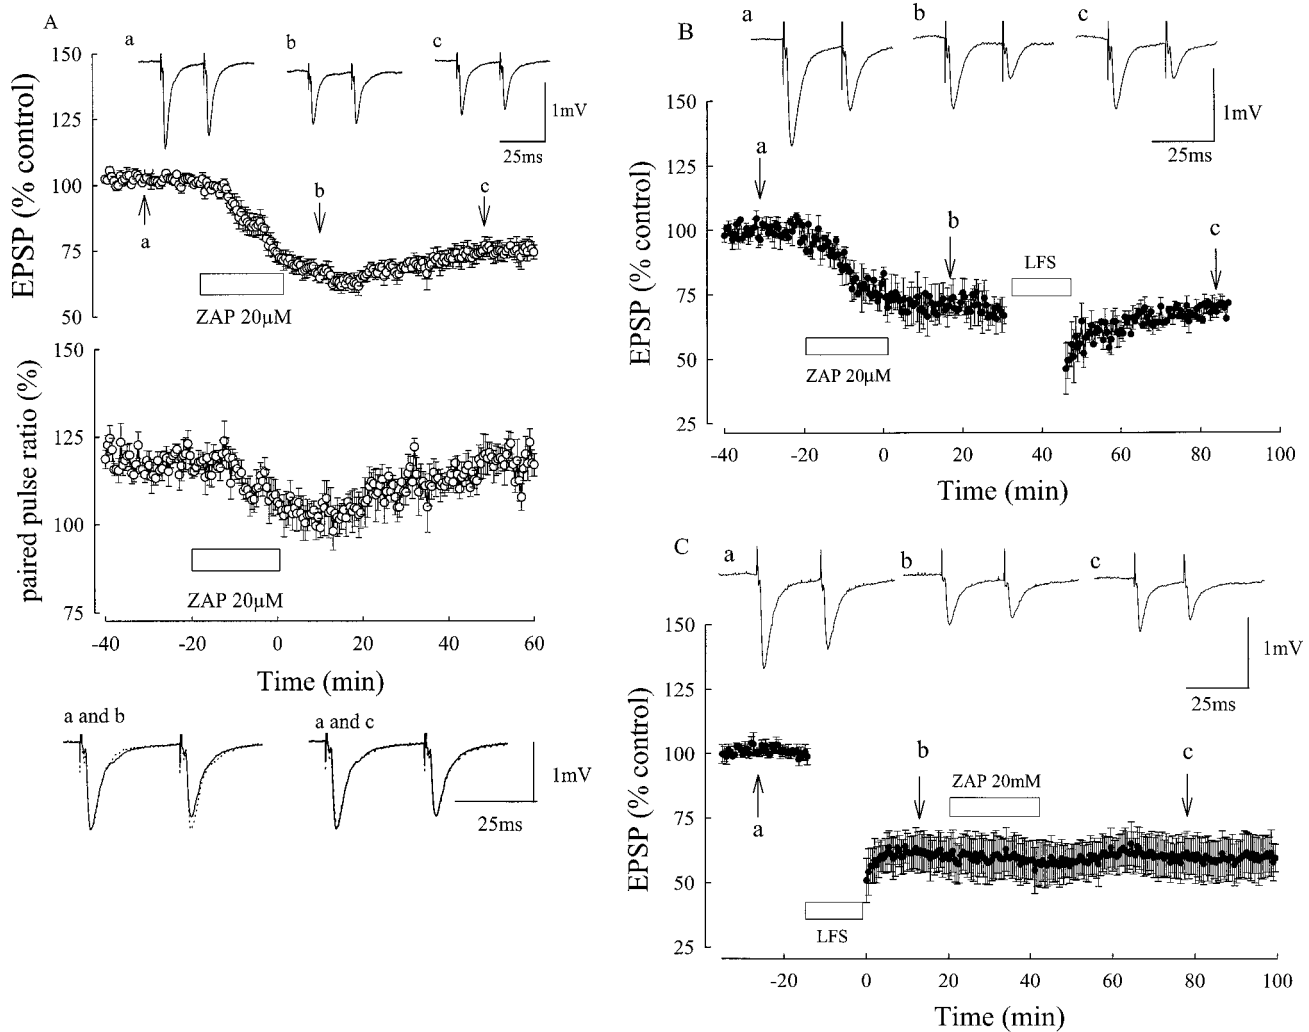 A
a
b
c
1mV
25ms
EPSP (% control)
150
125
100
75
50
a
b
c
ZAP 20µM
paired pulse ratio (%)
150
125
100
75
ZAP 20µM
-40
-20
0
20
40
60
Time (min)
a and b
a and c
1mV
25ms
B
a
b
c
1mV
25ms
EPSP (% control)
150
125
100
75
50
25
a
b
c
LFS
ZAP 20µM
-40
-20
0
20
40
60
80
100
Time (min)
C
a
b
c
1mV
25ms
EPSP (% control)
150
125
100
75
50
25
a
b
c
ZAP 20mM
LFS
-20
0
20
40
60
80
100
Time (min)